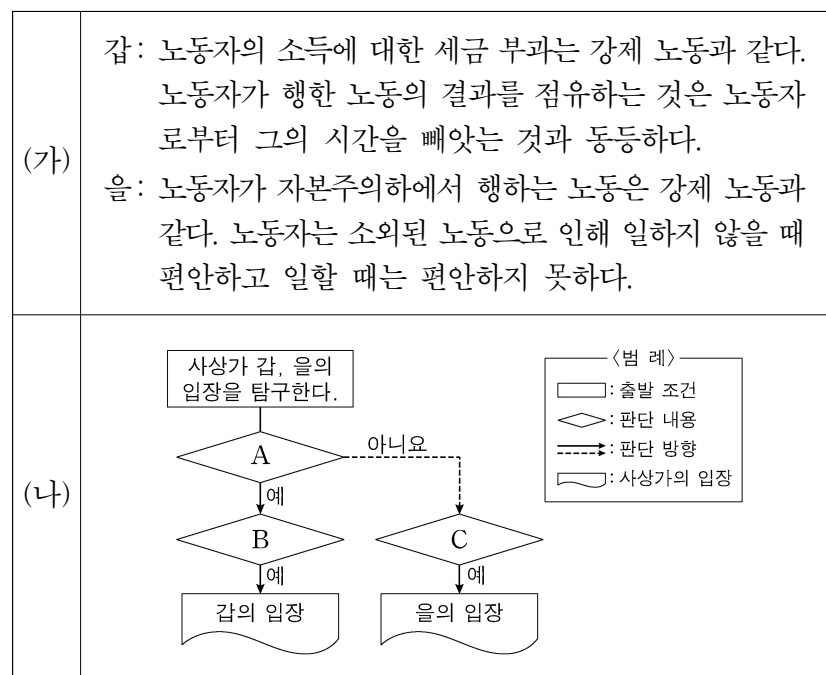 (가)
갑: 노동자의 소득에 대한 세금 부과는 강제 노동과 같다.
노동자가 행한 노동의 결과를 점유하는 것은 노동자
로부터 그의 시간을 빼앗는 것과 동등하다.
을: 노동자가 자본주의하에서 행하는 노동은 강제 노동과
같다. 노동자는 소외된 노동으로 인해 일하지 않을 때
편안하고 일할 때는 편안하지 못하다.
(나)
사상가 갑, 을의
입장을 탐구한다.
A
아니요
예
B
C
예
예
갑의 입장
을의 입장
〈범 례〉
: 출발 조건
: 판단 내용
: 판단 방향
: 사상가의 입장